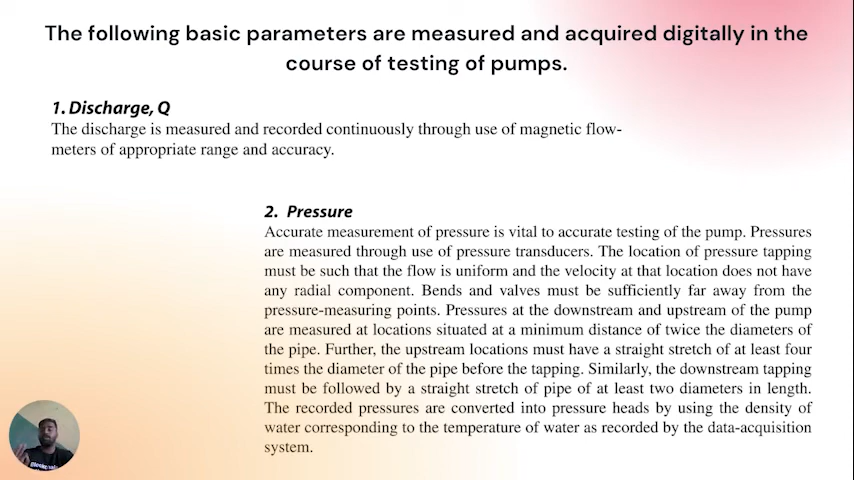 The following basic parameters are measured and acquired digitally in the
course of testing of pumps.
1. Discharge, Q
The discharge is measured and recorded continuously through use of magnetic flow-
meters of appropriate range and accuracy.
2. Pressure
Accurate measurement of pressure is vital to accurate testing of the pump. Pressures
are measured through use of pressure transducers. The location of pressure tapping
must be such that the flow is uniform and the velocity at that location does not have
any radial component. Bends and valves must be sufficiently far away from the
pressure-measuring points. Pressures at the downstream and upstream of the pump
are measured at locations situated at a minimum distance of twice the diameters of
the pipe. Further, the upstream locations must have a straight stretch of at least four
times the diameter of the pipe before the tapping. Similarly, the downstream tapping
must be followed by a straight stretch of pipe of at least two diameters in length.
The recorded pressures are converted into pressure heads by using the density of
water corresponding to the temperature of water as recorded by the data-acquisition
system.